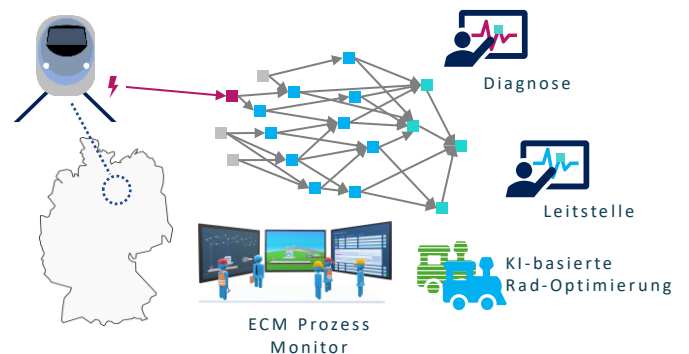 Diagnose
Leitstelle
KI-basierte
Rad-Optimierung
ECM Prozess
Monitor